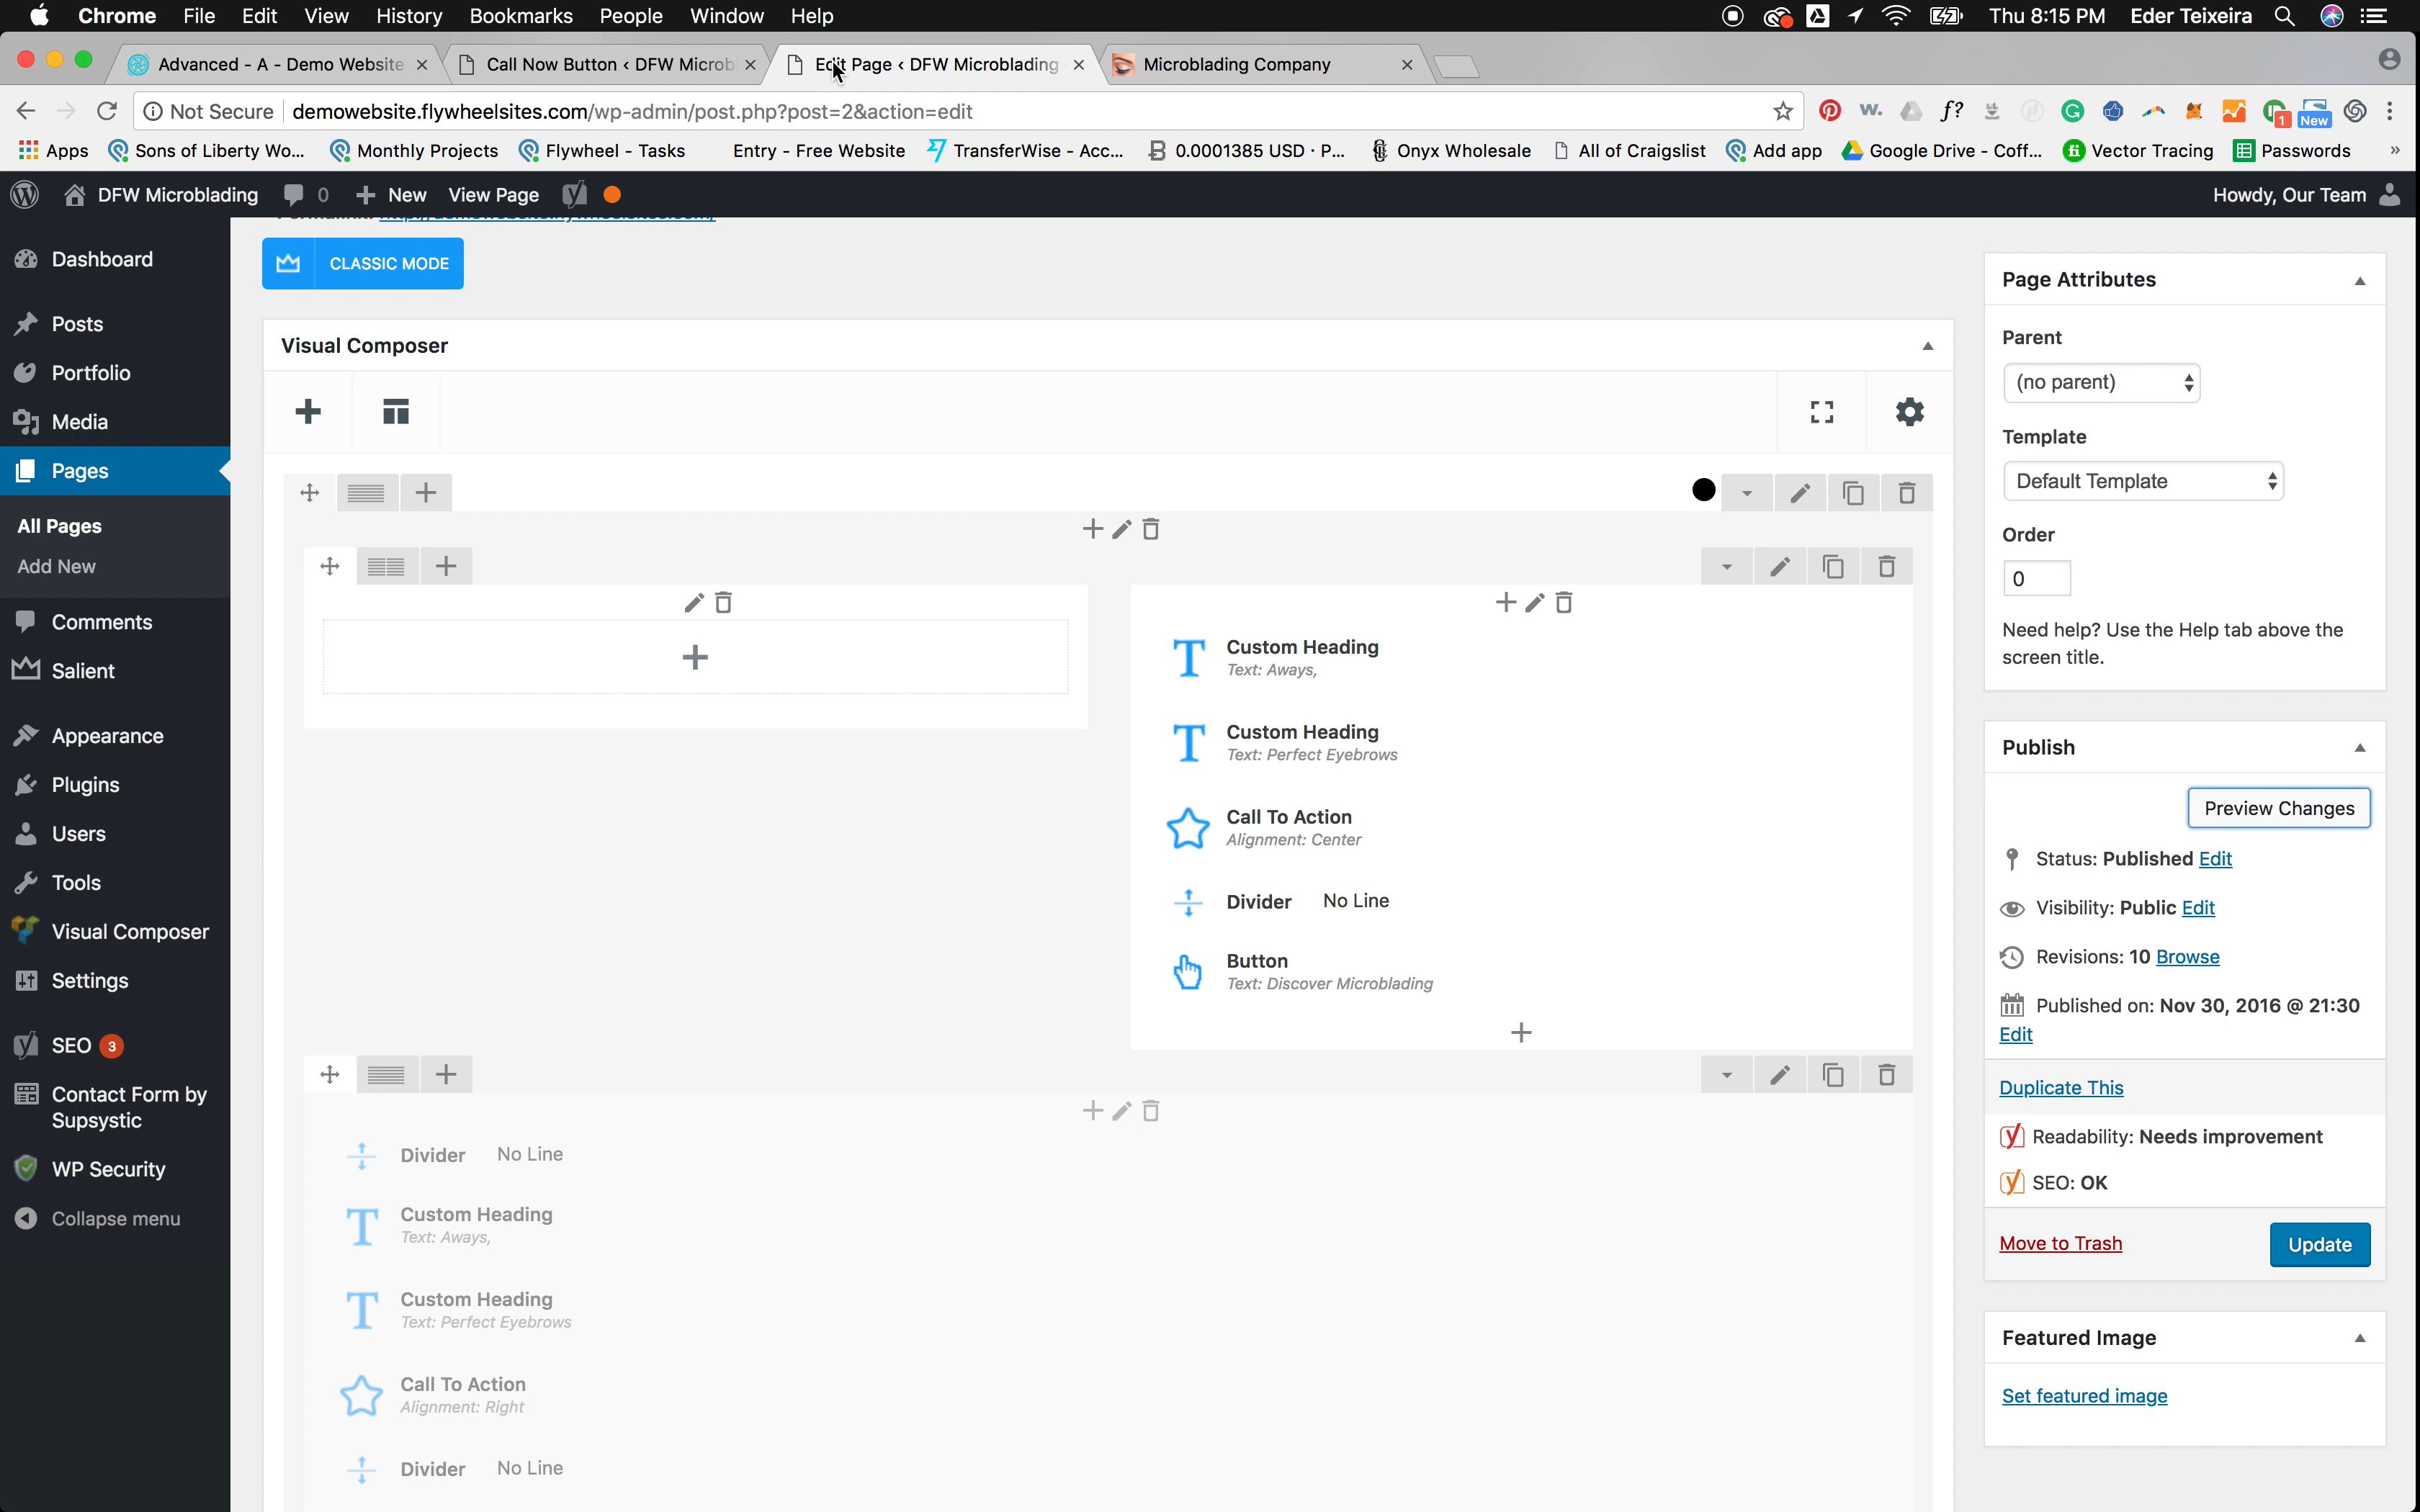 Chrome File Edit View History Bookmarks People Window Help Thu 8:15 PM Eder Teixeira
Advanced - A - Demo Website Call Now Button ‹ DFW Microb Edit Page ‹ DFW Microblading Microblading Company
Not Secure demowebsite.flywheelsites.com/wp-admin/post.php?post=2&action=edit W. f? 1 New
Apps Sons of Liberty Wo... Monthly Projects Flywheel - Tasks Entry - Free Website TransferWise - Acc... 0.0001385 USD · P... Onyx Wholesale All of Craigslist Add app Google Drive - Coff... Vector Tracing Passwords »
DFW Microblading 0 New View Page Howdy, Our Team
Dashboard
Posts
Portfolio
Media
Pages
All Pages
Add New
Comments
Salient
Appearance
Plugins
Users
Tools
Visual Composer
Settings
SEO 3
Contact Form by
Supsystic
WP Security
Collapse menu
CLASSIC MODE
Visual Composer
Custom Heading
Text: Aways,
Custom Heading
Text: Perfect Eyebrows
Call To Action
Alignment: Center
Divider No Line
Button
Text: Discover Microblading
Divider No Line
Custom Heading
Text: Aways,
Custom Heading
Text: Perfect Eyebrows
Call To Action
Alignment: Right
Divider No Line
Page Attributes
Parent
(no parent)
Template
Default Template
Order
0
Need help? Use the Help tab above the
screen title.
Publish
Preview Changes
Status: Published Edit
Visibility: Public Edit
Revisions: 10 Browse
Published on: Nov 30, 2016 @ 21:30
Edit
Duplicate This
Readability: Needs improvement
SEO: OK
Move to Trash Update
Featured Image
Set featured image